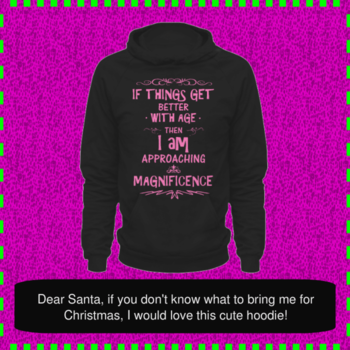 IF THINGS GET
BETTER
· WITH AGE ·
THEN
I am
APPROACHING
MAGNIFICENCE
Dear Santa, if you don't know what to bring me for
Christmas, I would love this cute hoodie!